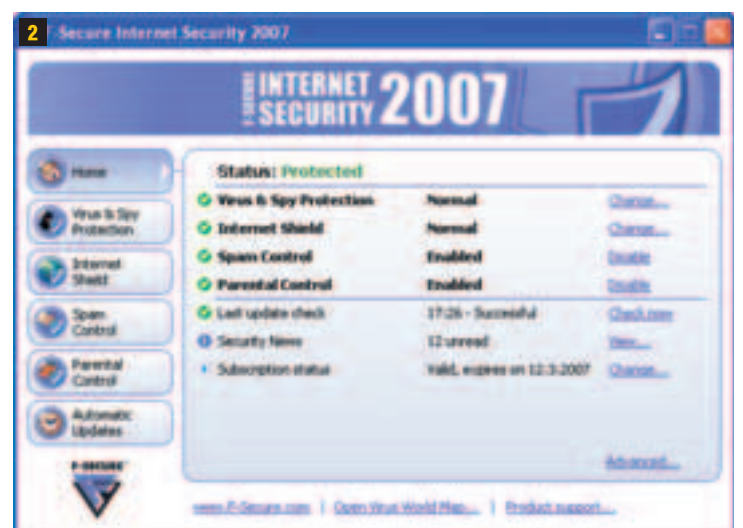 2
F-Secure Internet Security 2007
F-SECURE
INTERNET
SECURITY 2007
Home
Virus & Spy
Protection
Internet
Shield
Spam
Control
Parental
Control
Automatic
Updates
F-SECURE
Status: Protected
Virus & Spy Protection Normal Change...
Internet Shield Normal Change...
Spam Control Enabled Disable
Parental Control Enabled Disable
Last update check 17:26 - Successful Check now
Security News 12 unread View...
Subscription status Valid, expires on 12.3.2007 Change...
Advanced...
www.F-Secure.com | Open Virus World Map... | Product support...